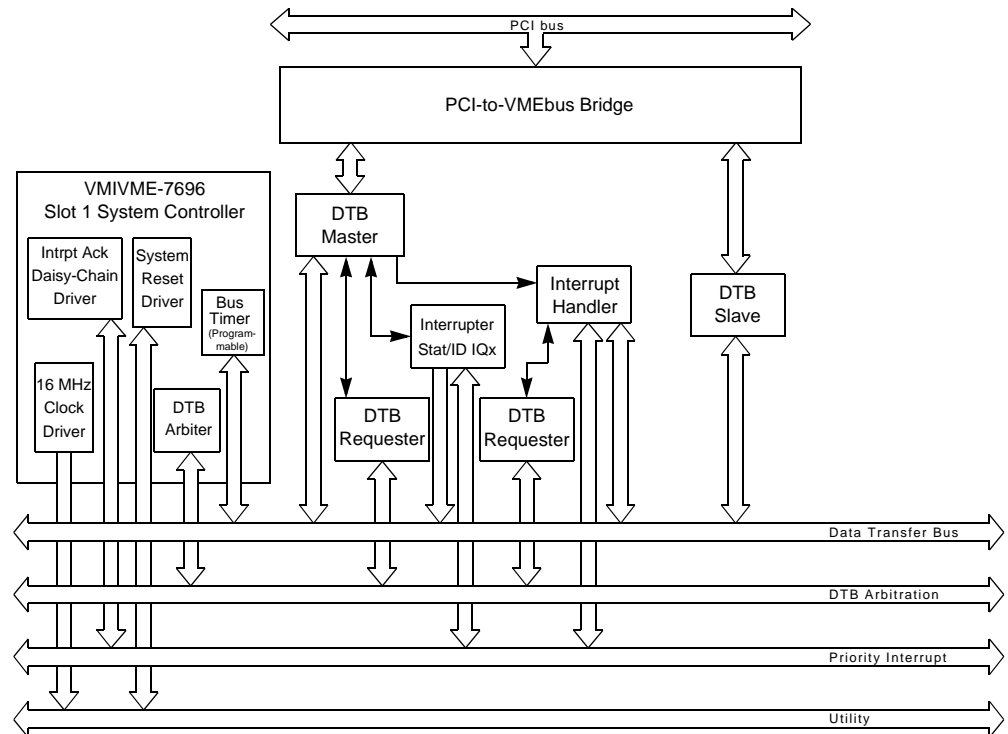 PCI bus
PCI-to-VMEbus Bridge
VMIVME-7696
Slot 1 System Controller
Intrpt Ack
Daisy-Chain
Driver
System
Reset
Driver
Bus
Timer
(Program-
mable)
16 MHz
Clock
Driver
DTB
Arbiter
DTB
Master
Interrupter
Stat/ID IQx
Interrupt
Handler
DTB
Slave
DTB
Requester
DTB
Requester
Data Transfer Bus
DTB Arbitration
Priority Interrupt
Utility